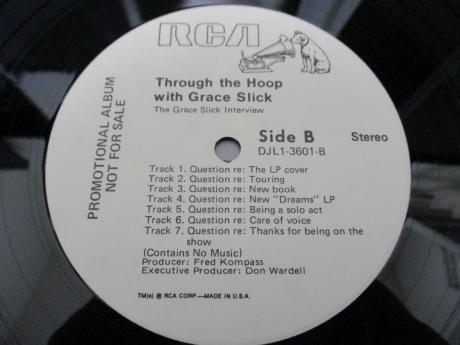 RCA
Through the Hoop
with Grace Slick
The Grace Slick Interview
PROMOTIONAL ALBUM
NOT FOR SALE
Side B
Stereo
DJL1-3601-B
Track 1. Question re: The LP cover
Track 2. Question re: Touring
Track 3. Question re: New book
Track 4. Question re: New "Dreams" LP
Track 5. Question re: Being a solo act
Track 6. Question re: Care of voice
Track 7. Question re: Thanks for being on the
show
(Contains No Music)
Producer: Fred Kompass
Executive Producer: Don Wardell
TM(s) ® RCA CORP.—MADE IN U.S.A.